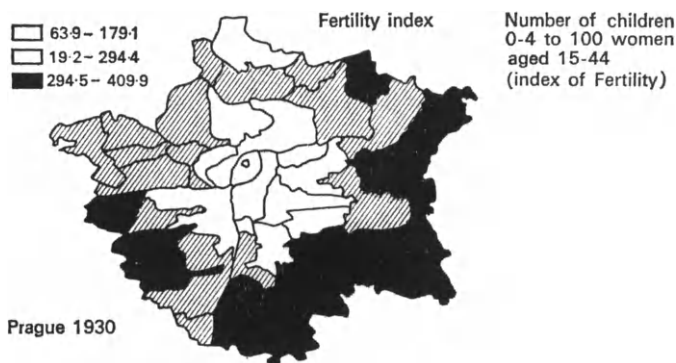 Fertility index
63·9 – 179·1
19·2 – 294·4
294·5 – 409·9
Number of children
0-4 to 100 women
aged 15-44
(index of Fertility)
Prague 1930